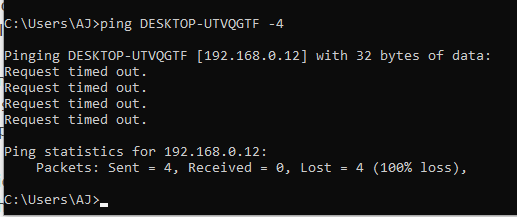 C:\Users\AJ>ping DESKTOP-UTVQGTF -4
Pinging DESKTOP-UTVQGTF [192.168.0.12] with 32 bytes of data:
Request timed out.
Request timed out.
Request timed out.
Request timed out.
Ping statistics for 192.168.0.12:
    Packets: Sent = 4, Received = 0, Lost = 4 (100% loss),
C:\Users\AJ>